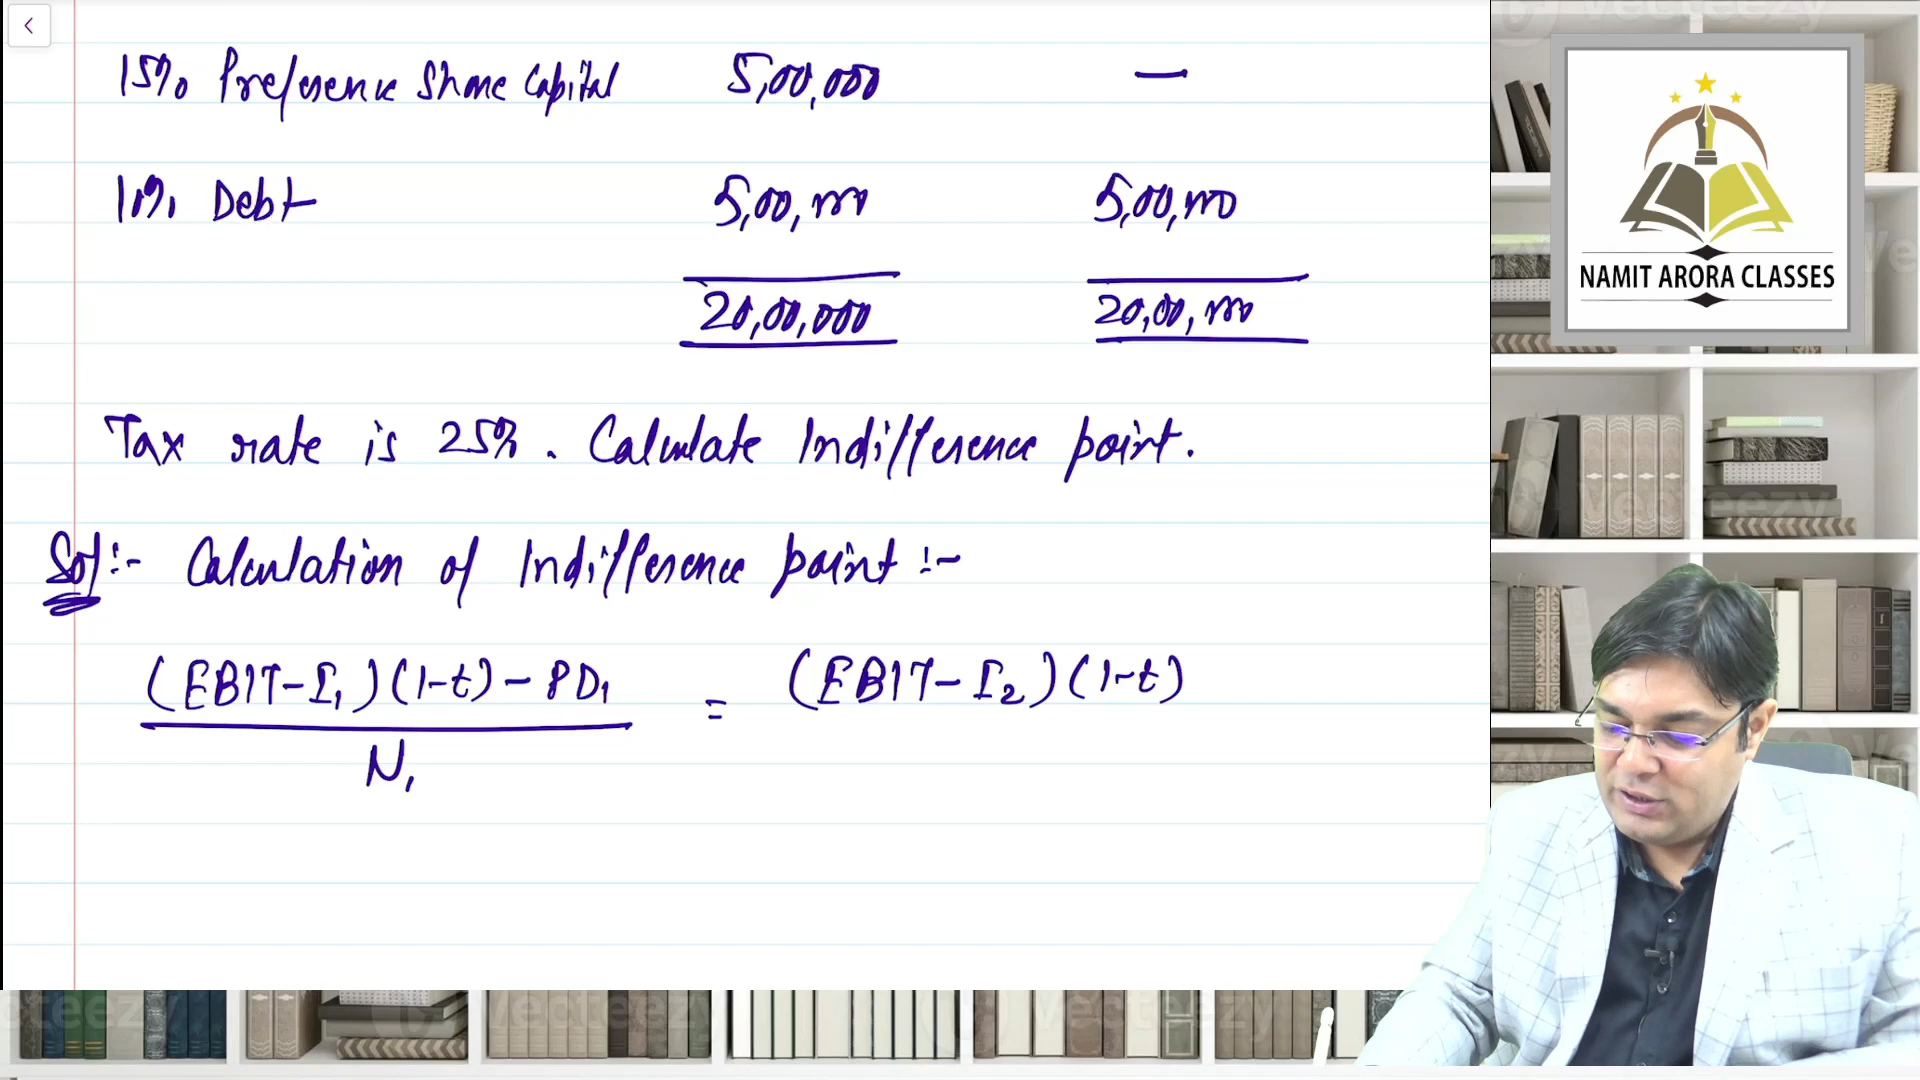 15% Preference Share Capital 5,00,000 —
10% Debt 5,00,000 5,00,000
20,00,000 20,00,000
Tax rate is 25%. Calculate Indifference point.
Sol:- Calculation of Indifference point :-
(EBIT-I₁)(1-t) - PD₁ = (EBIT-I₂)(1-t)
N₁
NAMIT ARORA CLASSES
vecteezy